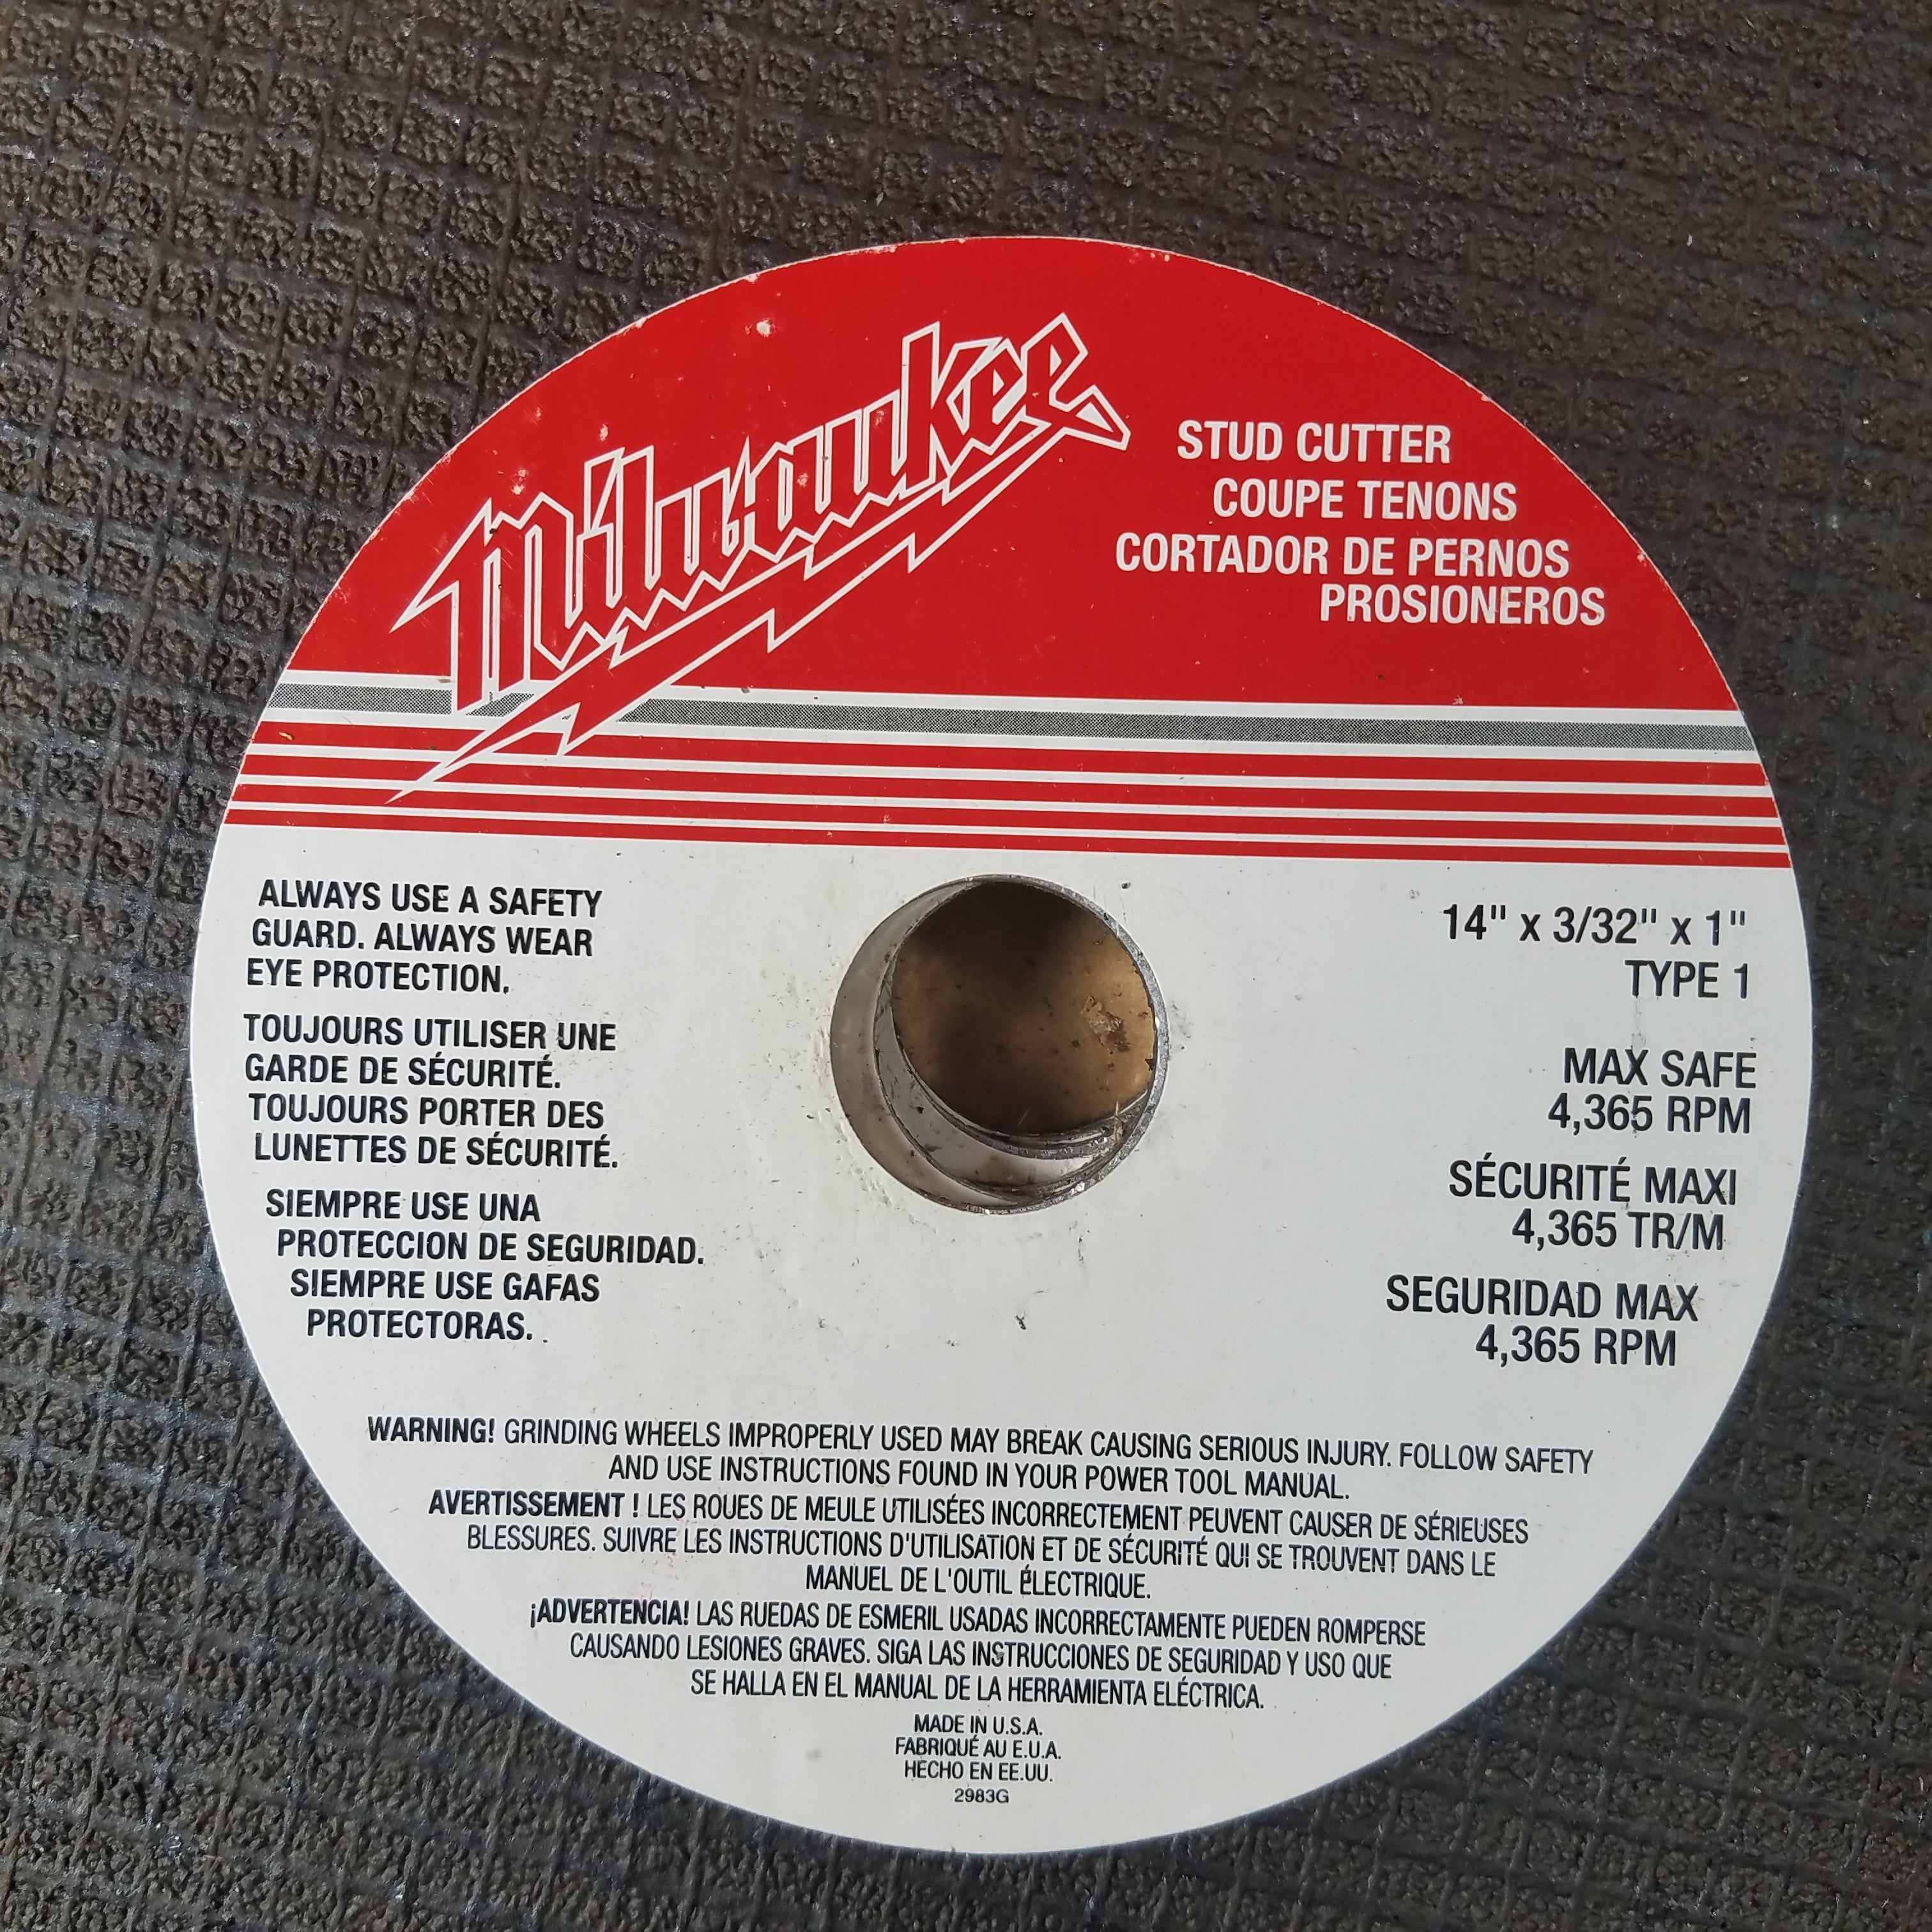 Milwaukee
STUD CUTTER
COUPE TENONS
CORTADOR DE PERNOS
PROSIONEROS
ALWAYS USE A SAFETY
GUARD. ALWAYS WEAR
EYE PROTECTION.
TOUJOURS UTILISER UNE
GARDE DE SÉCURITÉ.
TOUJOURS PORTER DES
LUNETTES DE SÉCURITÉ.
SIEMPRE USE UNA
PROTECCION DE SEGURIDAD.
SIEMPRE USE GAFAS
PROTECTORAS.
14" x 3/32" x 1"
TYPE 1
MAX SAFE
4,365 RPM
SÉCURITÉ MAXI
4,365 TR/M
SEGURIDAD MAX
4,365 RPM
WARNING! GRINDING WHEELS IMPROPERLY USED MAY BREAK CAUSING SERIOUS INJURY. FOLLOW SAFETY
AND USE INSTRUCTIONS FOUND IN YOUR POWER TOOL MANUAL.
AVERTISSEMENT ! LES ROUES DE MEULE UTILISÉES INCORRECTEMENT PEUVENT CAUSER DE SÉRIEUSES
BLESSURES. SUIVRE LES INSTRUCTIONS D'UTILISATION ET DE SÉCURITÉ QUI SE TROUVENT DANS LE
MANUEL DE L'OUTIL ÉLECTRIQUE.
¡ADVERTENCIA! LAS RUEDAS DE ESMERIL USADAS INCORRECTAMENTE PUEDEN ROMPERSE
CAUSANDO LESIONES GRAVES. SIGA LAS INSTRUCCIONES DE SEGURIDAD Y USO QUE
SE HALLA EN EL MANUAL DE LA HERRAMIENTA ELÉCTRICA.
MADE IN U.S.A.
FABRIQUÉ AU E.U.A.
HECHO EN EE.UU.
2983G